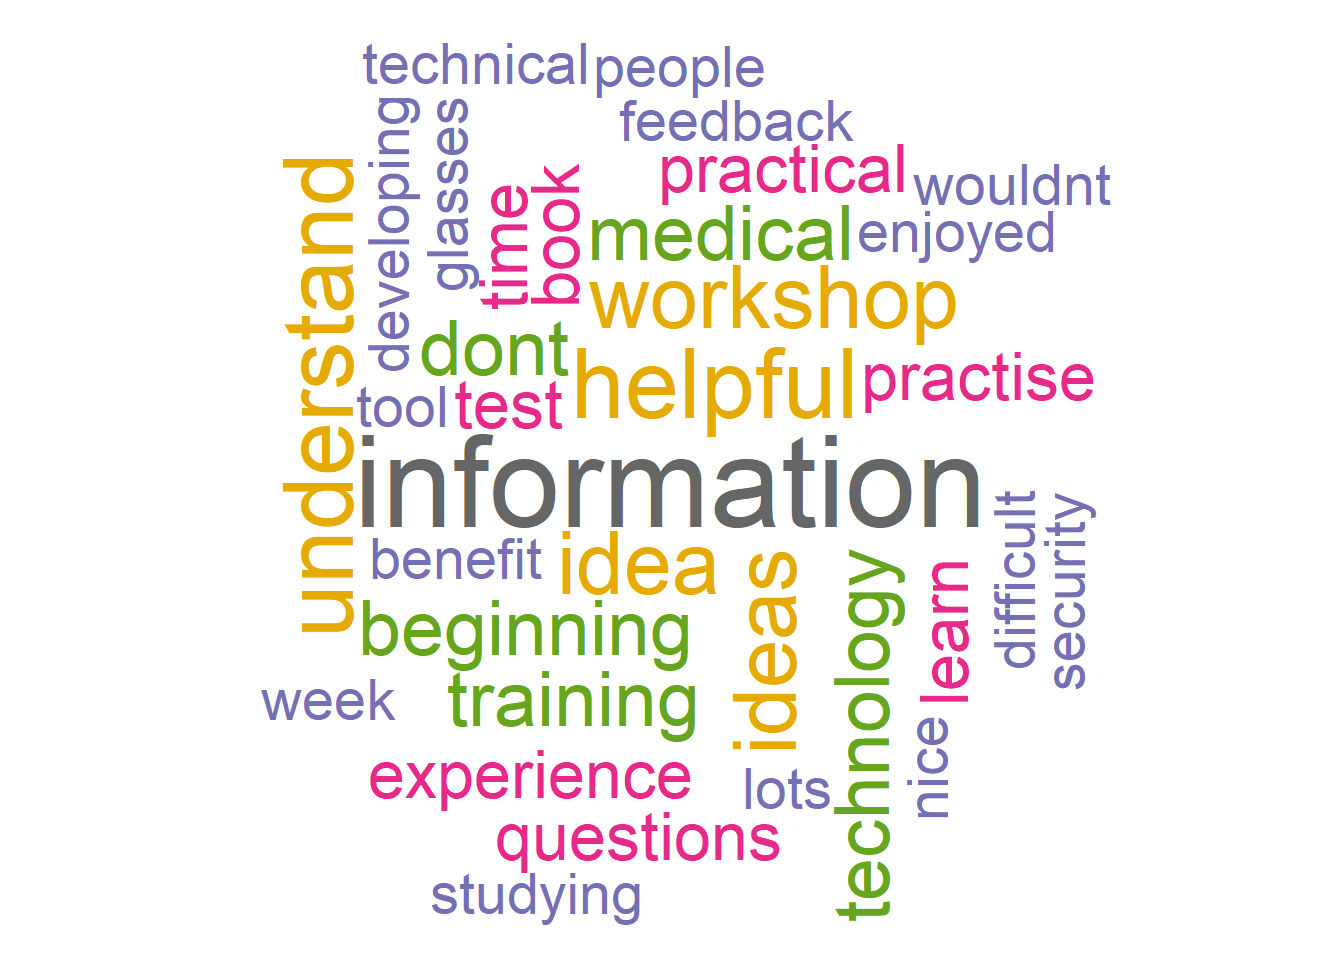 technical
people
feedback
developing
glasses
practical
wouldnt
understand
time
book
medical
enjoyed
workshop
dont
helpful
practise
tool
test
information
benefit
idea
ideas
technology
learn
difficult
security
beginning
week
training
nice
experience
lots
questions
studying